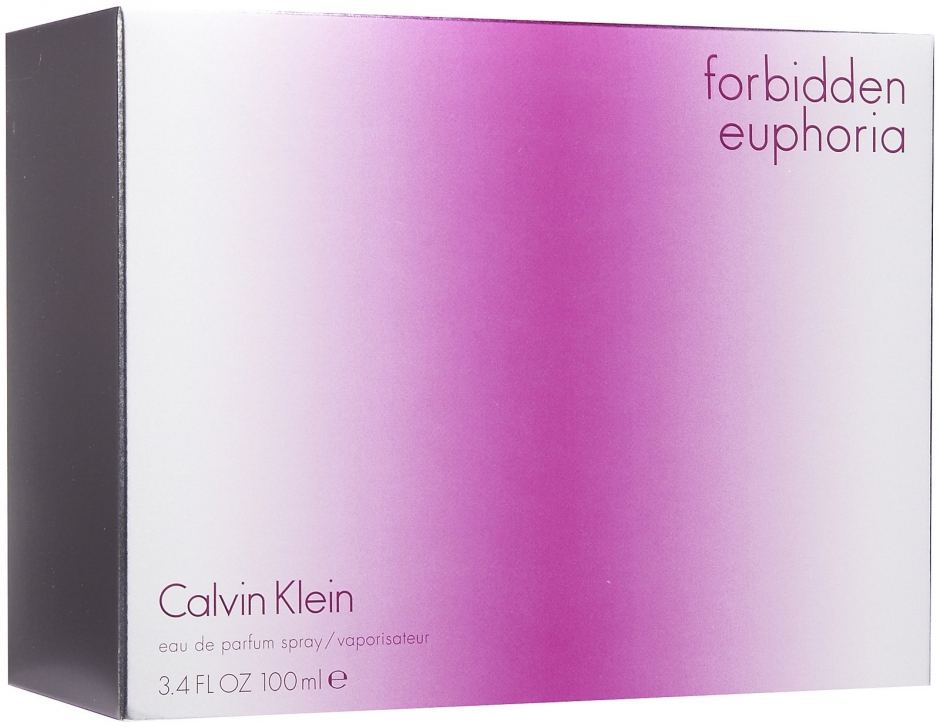 forbidden
euphoria
Calvin Klein
eau de parfum spray/vaporisateur
3.4 FL OZ 100 ml ℮